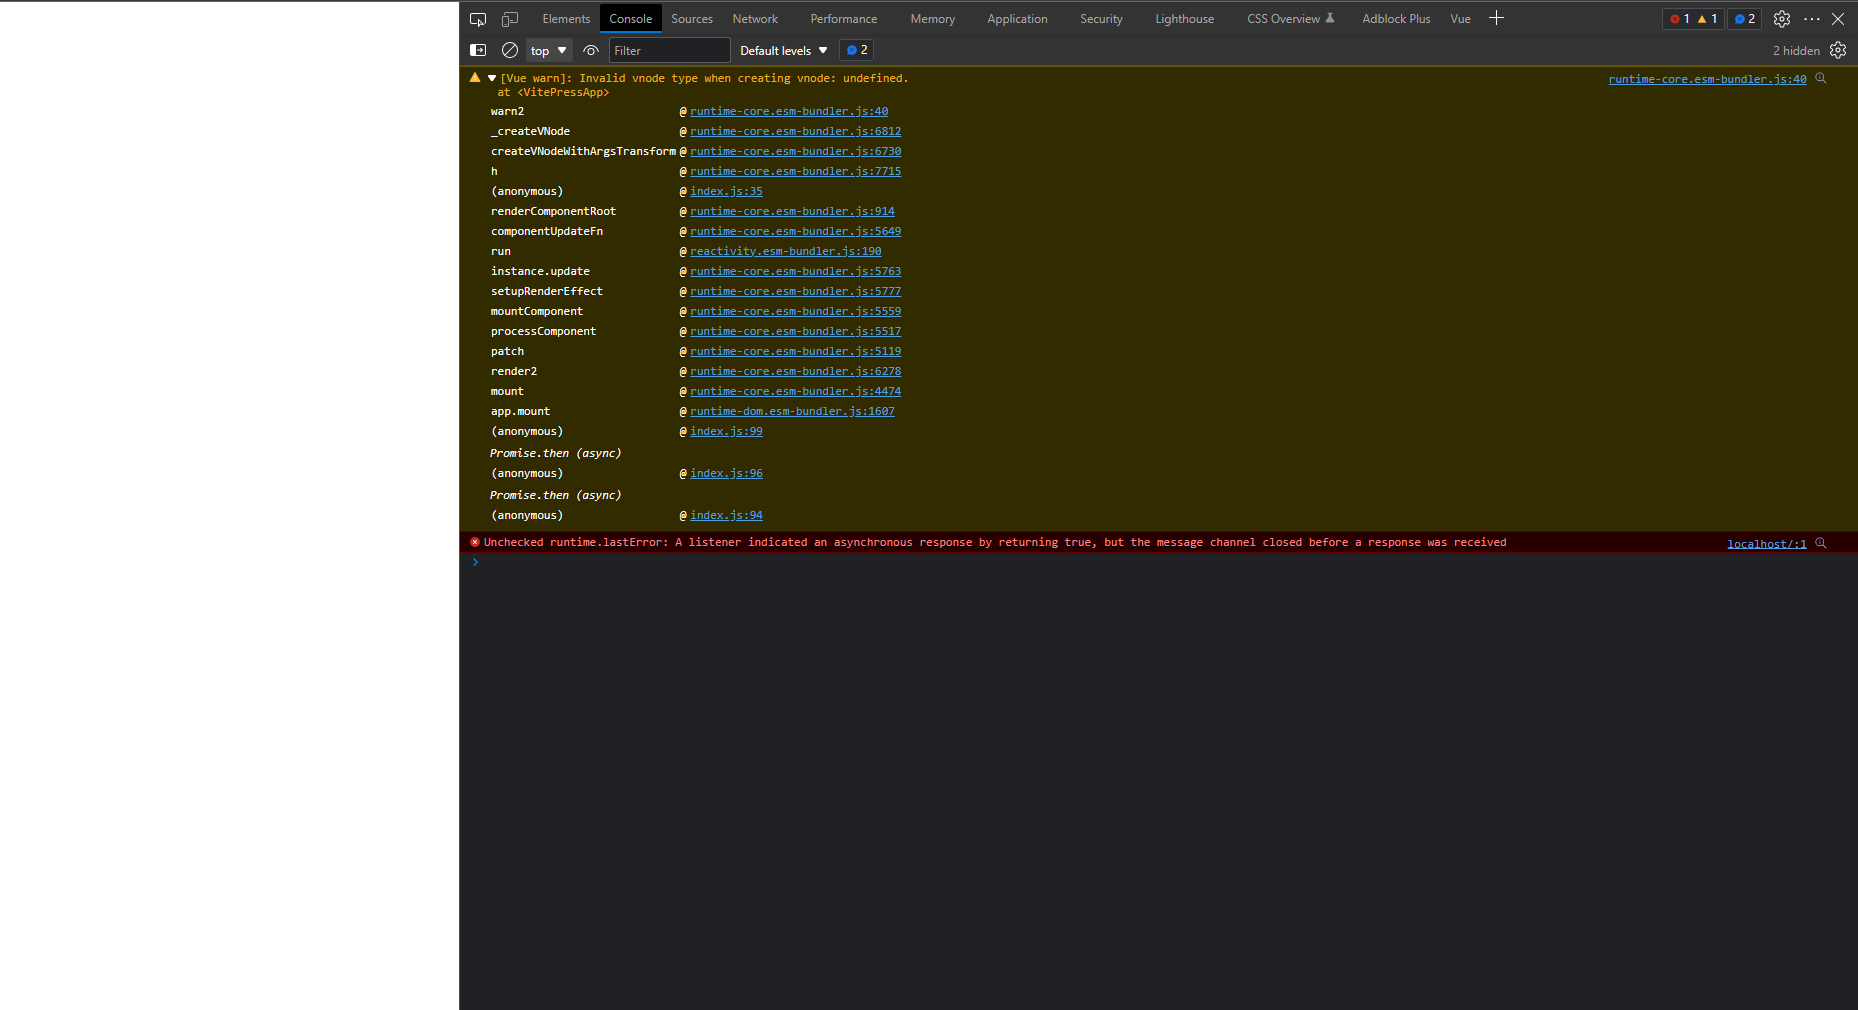 Elements Console Sources Network Performance Memory Application Security Lighthouse CSS Overview Adblock Plus Vue 1 1 2
top Filter Default levels 2 2 hidden
[Vue warn]: Invalid vnode type when creating vnode: undefined. runtime-core.esm-bundler.js:40
at <VitePressApp>
warn2 @ runtime-core.esm-bundler.js:40
_createVNode @ runtime-core.esm-bundler.js:6812
createVNodeWithArgsTransform @ runtime-core.esm-bundler.js:6730
h @ runtime-core.esm-bundler.js:7715
(anonymous) @ index.js:35
renderComponentRoot @ runtime-core.esm-bundler.js:914
componentUpdateFn @ runtime-core.esm-bundler.js:5649
run @ reactivity.esm-bundler.js:190
instance.update @ runtime-core.esm-bundler.js:5763
setupRenderEffect @ runtime-core.esm-bundler.js:5777
mountComponent @ runtime-core.esm-bundler.js:5559
processComponent @ runtime-core.esm-bundler.js:5517
patch @ runtime-core.esm-bundler.js:5119
render2 @ runtime-core.esm-bundler.js:6278
mount @ runtime-core.esm-bundler.js:4474
app.mount @ runtime-dom.esm-bundler.js:1607
(anonymous) @ index.js:99
Promise.then (async)
(anonymous) @ index.js:96
Promise.then (async)
(anonymous) @ index.js:94
Unchecked runtime.lastError: A listener indicated an asynchronous response by returning true, but the message channel closed before a response was received localhost/:1